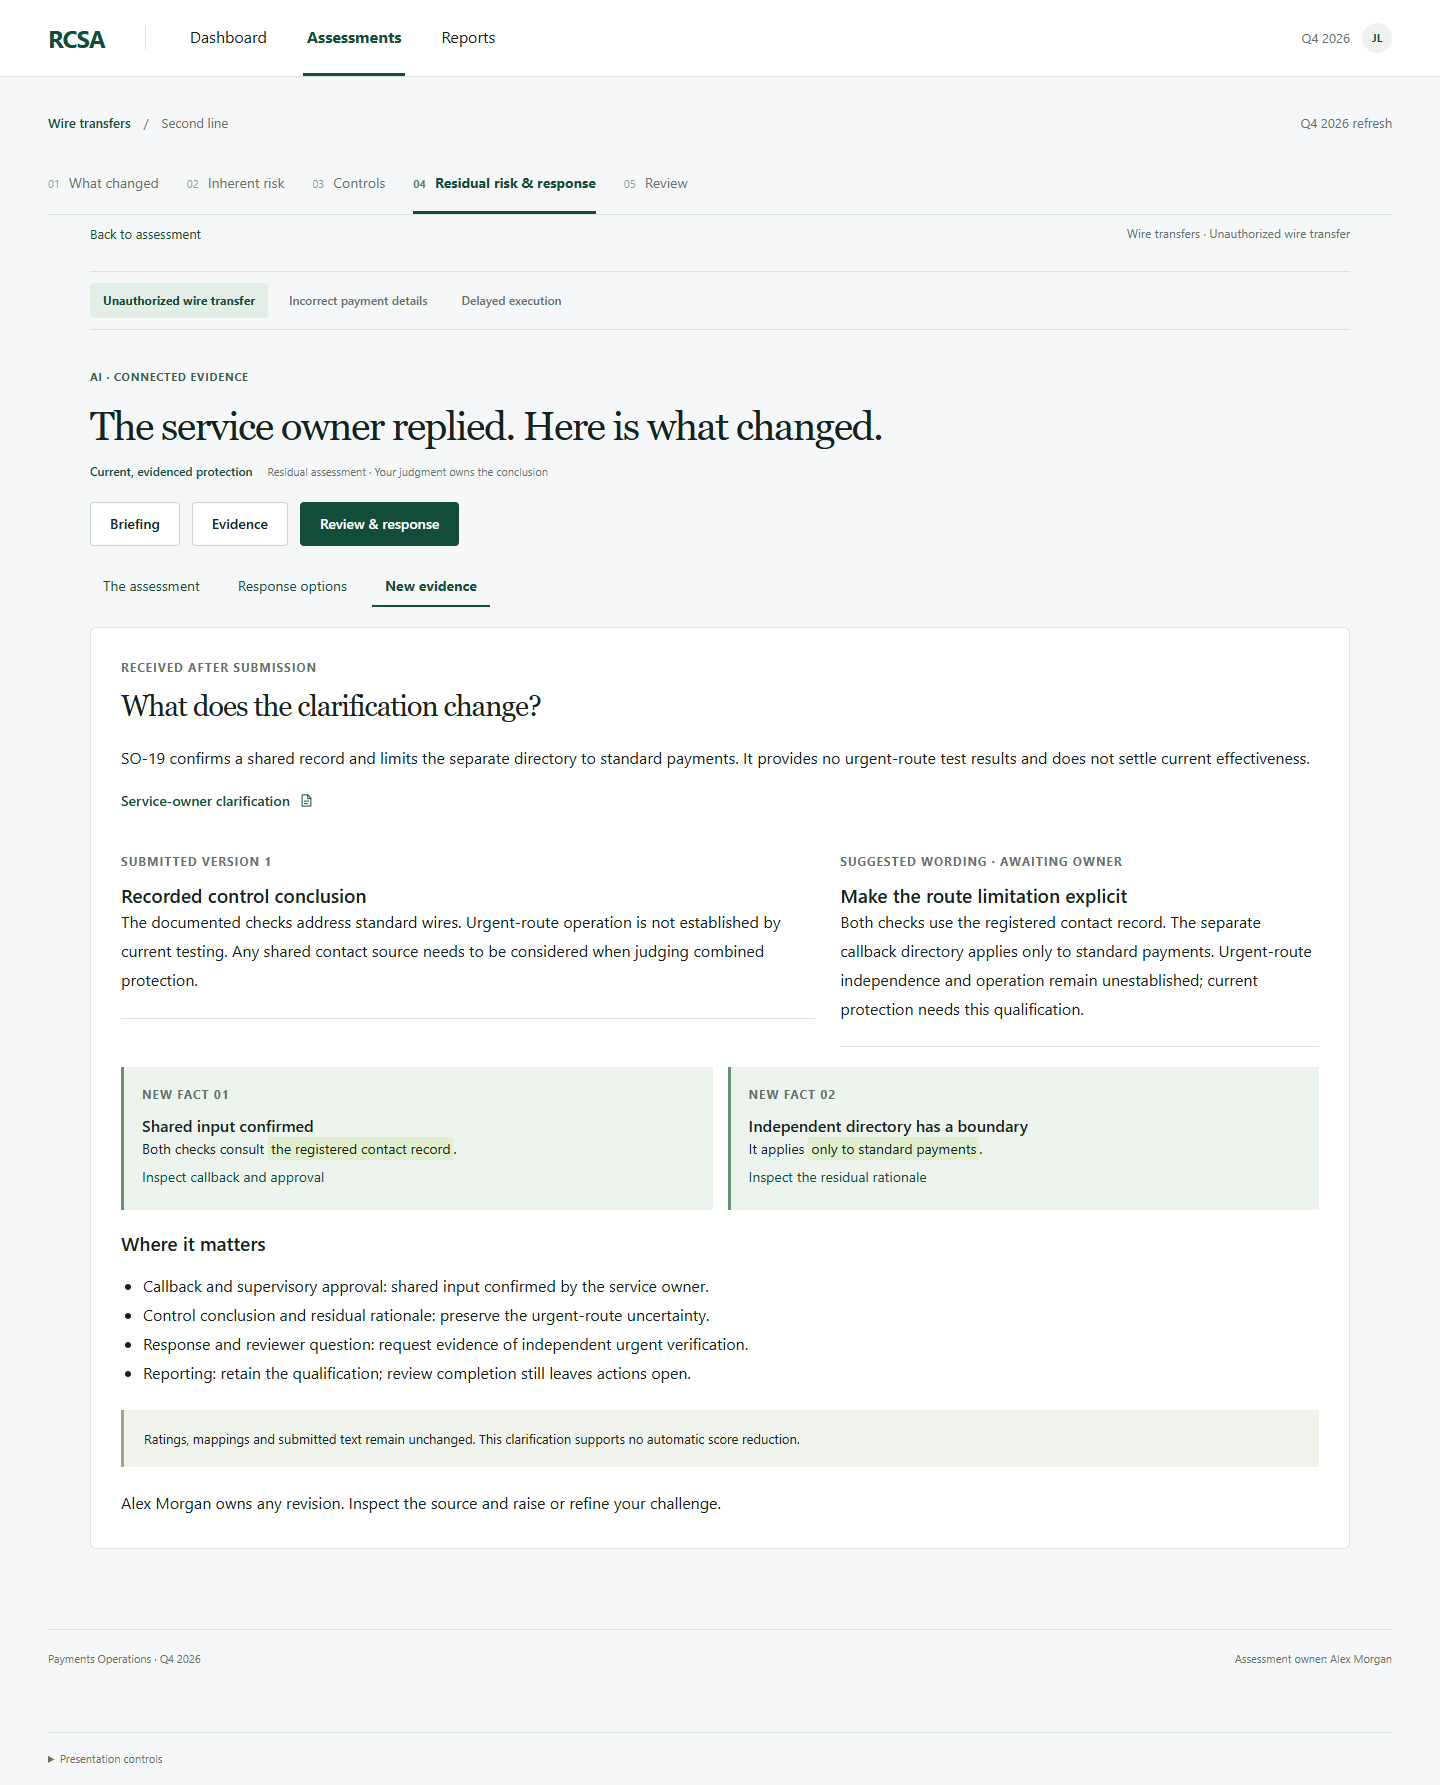 RCSA
Dashboard
Assessments
Reports
Q4 2026
JL
Wire transfers / Second line
Q4 2026 refresh
01 What changed
02 Inherent risk
03 Controls
04 Residual risk & response
05 Review
Back to assessment
Wire transfers · Unauthorized wire transfer
Unauthorized wire transfer
Incorrect payment details
Delayed execution
AI · CONNECTED EVIDENCE
The service owner replied. Here is what changed.
Current, evidenced protection
Residual assessment · Your judgment owns the conclusion
Briefing
Evidence
Review & response
The assessment
Response options
New evidence
RECEIVED AFTER SUBMISSION
What does the clarification change?
SO-19 confirms a shared record and limits the separate directory to standard payments. It provides no urgent-route test results and does not settle current effectiveness.
Service-owner clarification
SUBMITTED VERSION 1
Recorded control conclusion
The documented checks address standard wires. Urgent-route operation is not established by
current testing. Any shared contact source needs to be considered when judging combined
protection.
SUGGESTED WORDING · AWAITING OWNER
Make the route limitation explicit
Both checks use the registered contact record. The separate
callback directory applies only to standard payments. Urgent-route
independence and operation remain unestablished; current
protection needs this qualification.
NEW FACT 01
Shared input confirmed
Both checks consult the registered contact record.
Inspect callback and approval
NEW FACT 02
Independent directory has a boundary
It applies only to standard payments.
Inspect the residual rationale
Where it matters
• Callback and supervisory approval: shared input confirmed by the service owner.
• Control conclusion and residual rationale: preserve the urgent-route uncertainty.
• Response and reviewer question: request evidence of independent urgent verification.
• Reporting: retain the qualification; review completion still leaves actions open.
Ratings, mappings and submitted text remain unchanged. This clarification supports no automatic score reduction.
Alex Morgan owns any revision. Inspect the source and raise or refine your challenge.
Payments Operations · Q4 2026
Assessment owner: Alex Morgan
Presentation controls